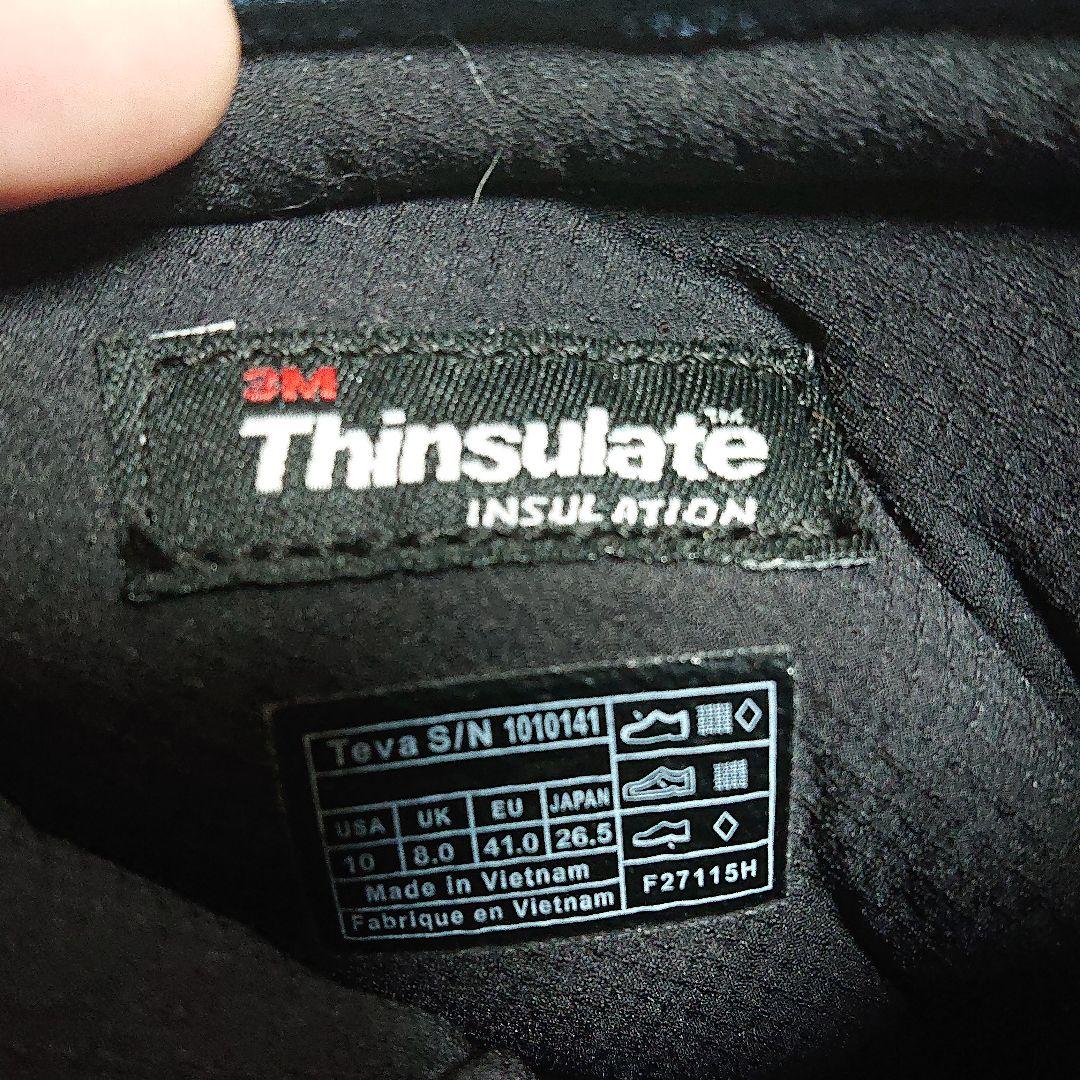 3M
Thinsulate™
INSULATION
Teva S/N 1010141
USA UK EU JAPAN
10 8.0 41.0 26.5
Made in Vietnam
Fabrique en Vietnam
F27115H